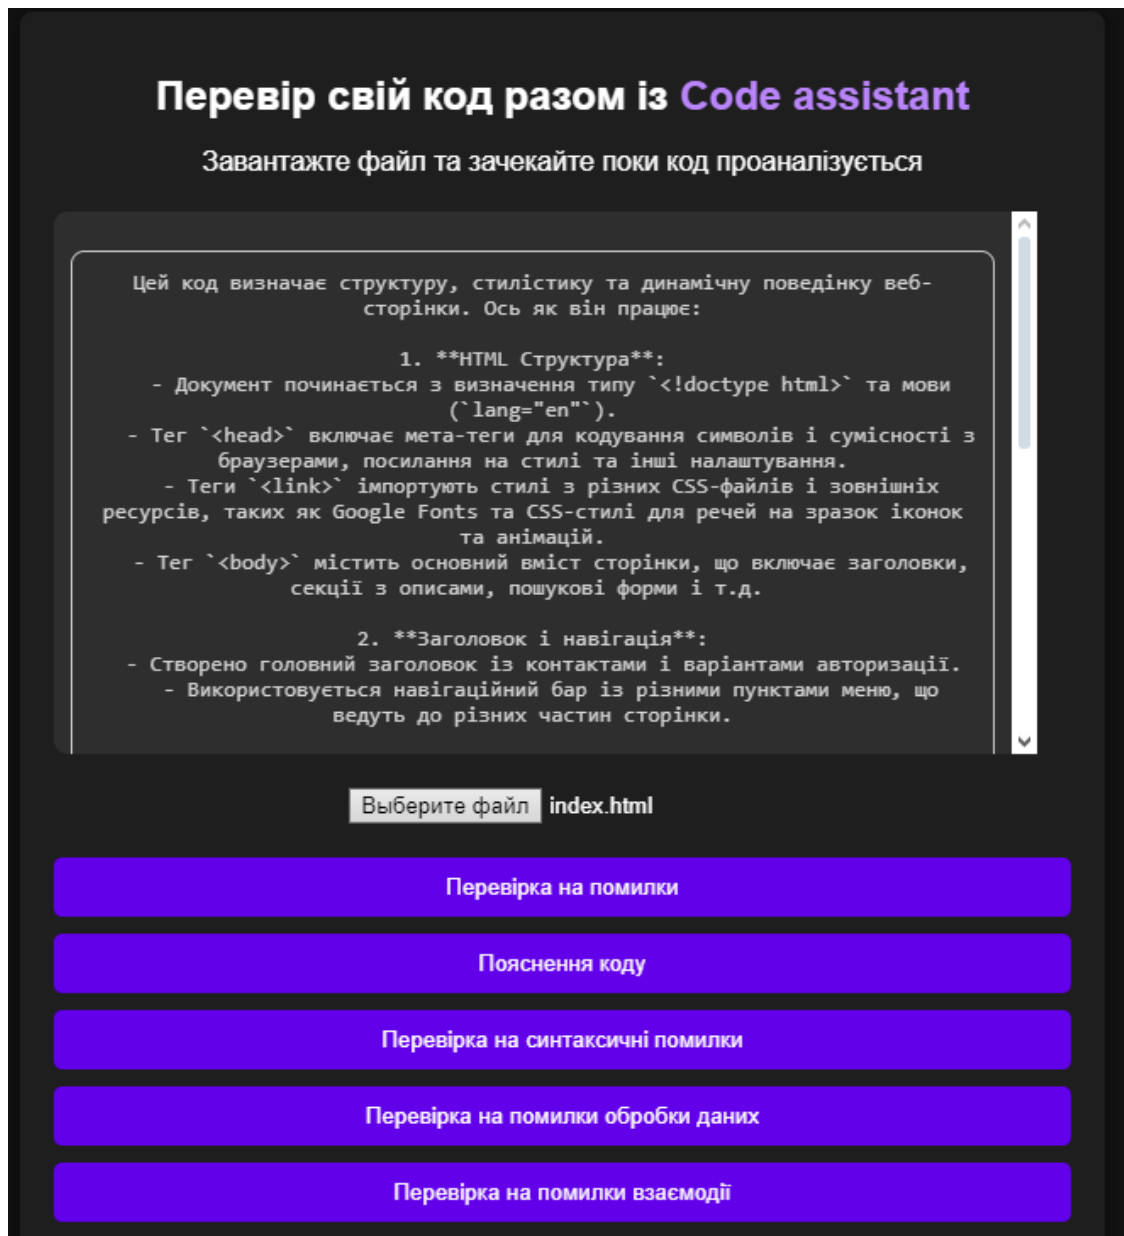 Перевір свій код разом із Code assistant
Завантажте файл та зачекайте поки код проаналізується
Цей код визначає структуру, стилістику та динамічну поведінку веб-
сторінки. Ось як він працює:
1. **HTML Структура**:
- Документ починається з визначення типу `<!doctype html>` та мови
(`lang="en"`).
- Тег `<head>` включає мета-теги для кодування символів і сумісності з
браузерами, посилання на стилі та інші налаштування.
- Теги `<link>` імпортують стилі з різних CSS-файлів і зовнішніх
ресурсів, таких як Google Fonts та CSS-стилі для речей на зразок іконок
та анімацій.
- Тег `<body>` містить основний вміст сторінки, що включає заголовки,
секції з описами, пошукові форми і т.д.
2. **Заголовок і навігація**:
- Створено головний заголовок із контактами і варіантами авторизації.
- Використовується навігаційний бар із різними пунктами меню, що
ведуть до різних частин сторінки.
Выберите файл index.html
Перевірка на помилки
Пояснення коду
Перевірка на синтаксичні помилки
Перевірка на помилки обробки даних
Перевірка на помилки взаємодії